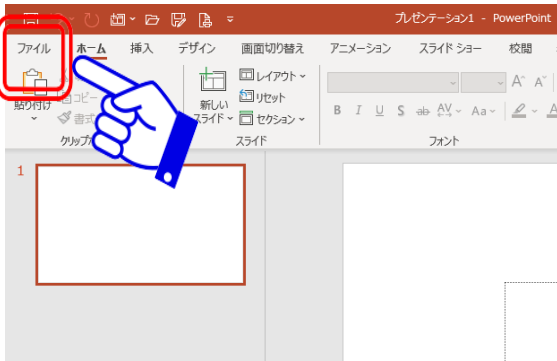 プレゼンテーション1 - PowerPoint
ファイル ホーム 挿入 デザイン 画面切り替え アニメーション スライド ショー 校閲
レイアウト
貼り付け コピー 新しい リセット B I U S ab AV Aa A
書式 スライド セクション
スライド フォント
1